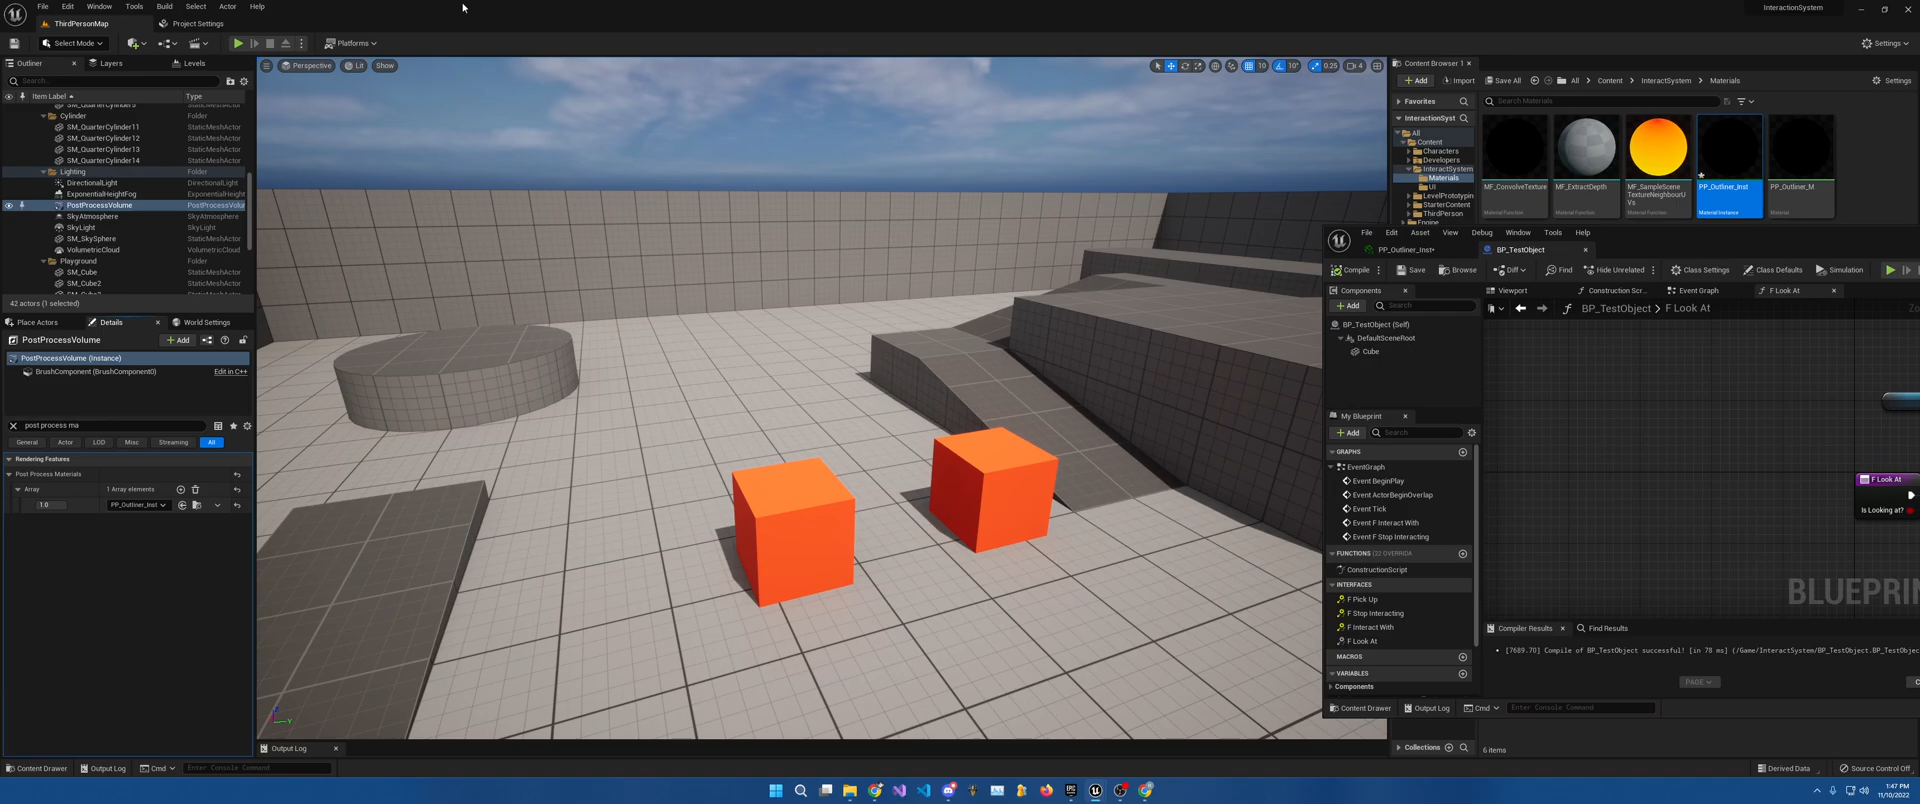 File Edit Window Tools Build Select Actor Help
InteractionSystem
ThirdPersonMap Project Settings
Select Mode Platforms Settings
Outliner Layers Levels
Search...
Item Label Type
SM_QuarterCylinder5 StaticMeshActor
Cylinder Folder
SM_QuarterCylinder11 StaticMeshActor
SM_QuarterCylinder12 StaticMeshActor
SM_QuarterCylinder13 StaticMeshActor
SM_QuarterCylinder14 StaticMeshActor
Lighting Folder
DirectionalLight DirectionalLight
ExponentialHeightFog ExponentialHeight
PostProcessVolume PostProcessVolur
SkyAtmosphere SkyAtmosphere
SkyLight SkyLight
SM_SkySphere StaticMeshActor
VolumetricCloud VolumetricCloud
Playground Folder
SM_Cube StaticMeshActor
SM_Cube2 StaticMeshActor
42 actors (1 selected)
Place Actors Details World Settings
PostProcessVolume Add
PostProcessVolume (Instance)
BrushComponent (BrushComponent0) Edit in C++
post process ma
General Actor LOD Misc Streaming All
Rendering Features
Post Process Materials
Array 1 Array elements
1.0 PP_Outliner_Inst
Perspective Lit Show
10 10° 0.25 4
Z
Y
Output Log
Content Browser 1
Add Import Save All All Content InteractionSystem Materials Settings
Favorites
InteractionSyst
Search Materials
All
Content
Characters
Developers
InteractSystem
Materials
UI
LevelPrototypin
StarterContent
ThirdPerson
Engine
MF_ConvolveTexture
Material Function
MF_ExtractDepth
Material Function
MF_SampleScene
TextureNeighbourU
Vs
Material Function
PP_Outliner_Inst
Material Instance
PP_Outliner_M
Material
File Edit Asset View Debug Window Tools Help
PP_Outliner_Inst* BP_TestObject
Compile Save Browse Diff Find Hide Unrelated Class Settings Class Defaults Simulation
Components
Add Search
BP_TestObject (Self)
DefaultSceneRoot
Cube
Viewport Construction Scr... Event Graph F Look At
BP_TestObject > F Look At
Zo
F Look At
Is Looking at?
BLUEPRIN
My Blueprint
Add Search
GRAPHS
EventGraph
Event BeginPlay
Event ActorBeginOverlap
Event Tick
Event F Interact With
Event F Stop Interacting
FUNCTIONS (22 OVERRIDA
ConstructionScript
INTERFACES
F Pick Up
F Stop Interacting
F Interact With
F Look At
MACROS
VARIABLES
Components
Compiler Results Find Results
[7689.70] Compile of BP_TestObject successful! [in 78 ms] (/Game/InteractSystem/BP_TestObject.BP_TestObjec
PAGE C
Content Drawer Output Log Cmd Enter Console Command
Collections 6 items
Content Drawer Output Log Cmd Enter Console Command
Derived Data Source Control Off
1:47 PM
11/10/2022